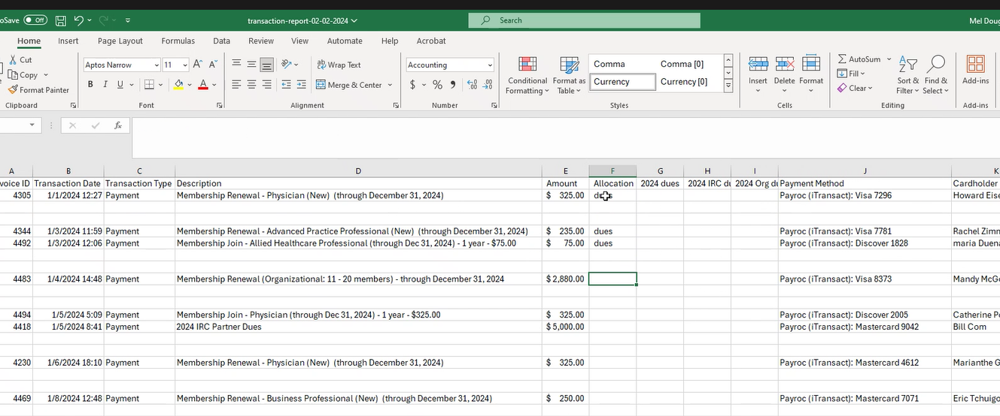 oSave Off transaction-report-02-02-2024 Search Mel Doug
Home Insert Page Layout Formulas Data Review View Automate Help Acrobat
Cut Copy Format Painter Clipboard
Aptos Narrow 11 B I U Font
Wrap Text Merge & Center Alignment
Accounting $ % Number
Conditional Formatting Format as Table Comma Comma [0] Currency Currency [0] Styles
Insert Delete Format Cells
AutoSum Fill Clear Sort & Filter Find & Select Editing
Add-ins Add-ins
fx
A B C D E F G H I J K
voice ID Transaction Date Transaction Type Description Amount Allocation 2024 dues 2024 IRC du 2024 Org du Payment Method Cardholder
4305 1/1/2024 12:27 Payment Membership Renewal - Physician (New) (through December 31, 2024) $ 325.00 dues Payroc (iTransact): Visa 7296 Howard Eise
4344 1/3/2024 11:59 Payment Membership Renewal - Advanced Practice Professional (New) (through December 31, 2024) $ 235.00 dues Payroc (iTransact): Visa 7781 Rachel Zimn
4492 1/3/2024 12:06 Payment Membership Join - Allied Healthcare Professional (through Dec 31, 2024) - 1 year - $75.00 $ 75.00 dues Payroc (iTransact): Discover 1828 maria Duena
4483 1/4/2024 14:48 Payment Membership Renewal (Organizational: 11 - 20 members) - through December 31, 2024 $ 2,880.00 Payroc (iTransact): Visa 8373 Mandy McGo
4494 1/5/2024 5:09 Payment Membership Join - Physician (through Dec 31, 2024) - 1 year - $325.00 $ 325.00 Payroc (iTransact): Discover 2005 Catherine Po
4418 1/5/2024 8:41 Payment 2024 IRC Partner Dues $ 5,000.00 Payroc (iTransact): Mastercard 9042 Bill Com
4230 1/6/2024 18:10 Payment Membership Renewal - Physician (New) (through December 31, 2024) $ 325.00 Payroc (iTransact): Mastercard 4612 Marianthe G
4469 1/8/2024 12:48 Payment Membership Renewal - Business Professional (New) (through December 31, 2024) $ 250.00 Payroc (iTransact): Mastercard 7071 Eric Tchuigo